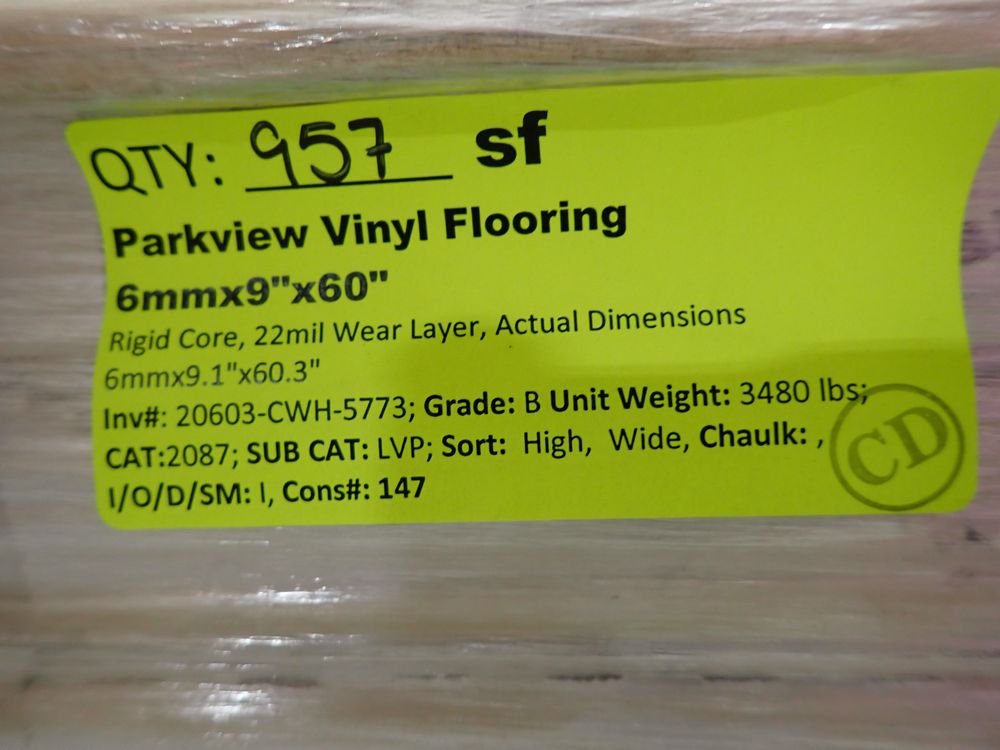 QTY: 957 sf
Parkview Vinyl Flooring
6mmx9"x60"
Rigid Core, 22mil Wear Layer, Actual Dimensions
6mmx9.1"x60.3"
Inv#: 20603-CWH-5773; Grade: B Unit Weight: 3480 lbs;
CAT:2087; SUB CAT: LVP; Sort: High, Wide, Chaulk: ,
I/O/D/SM: I, Cons#: 147
CD